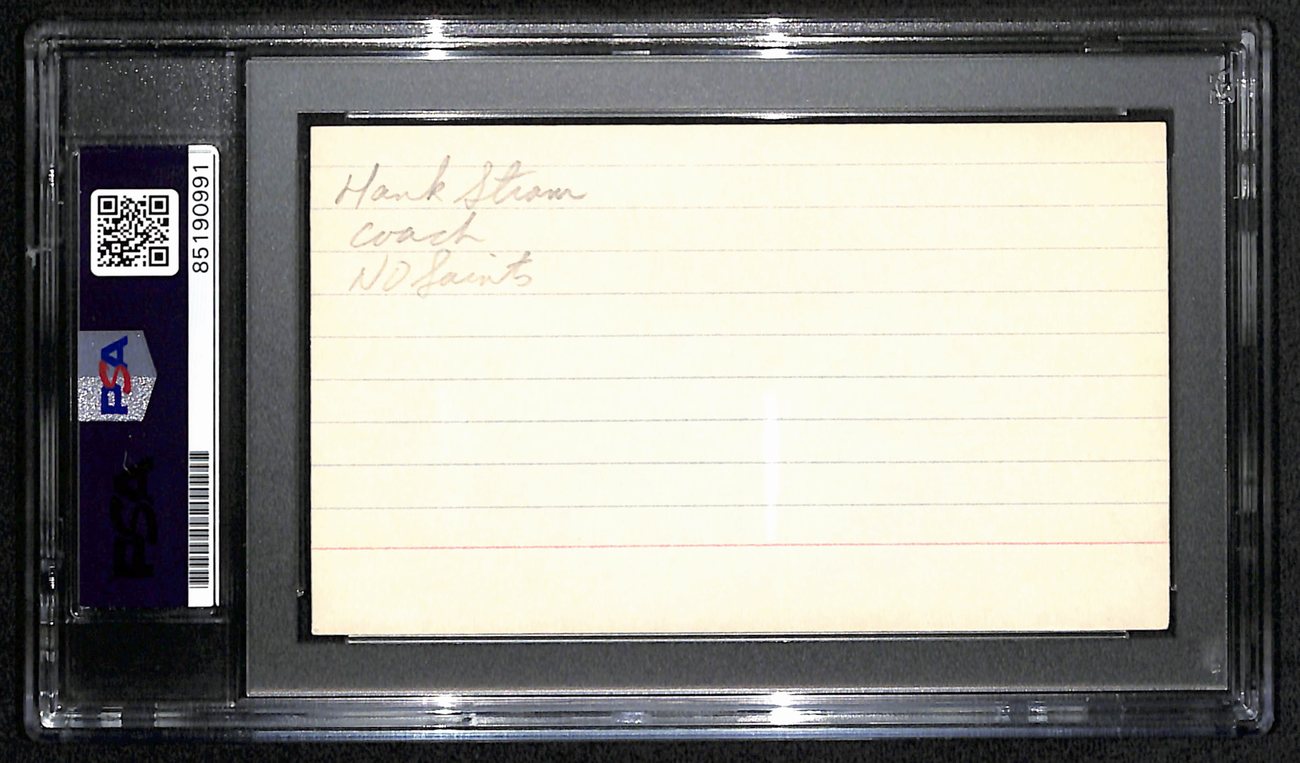 Hank Stram
coach
NO Saints
85190991
PSA
PSA